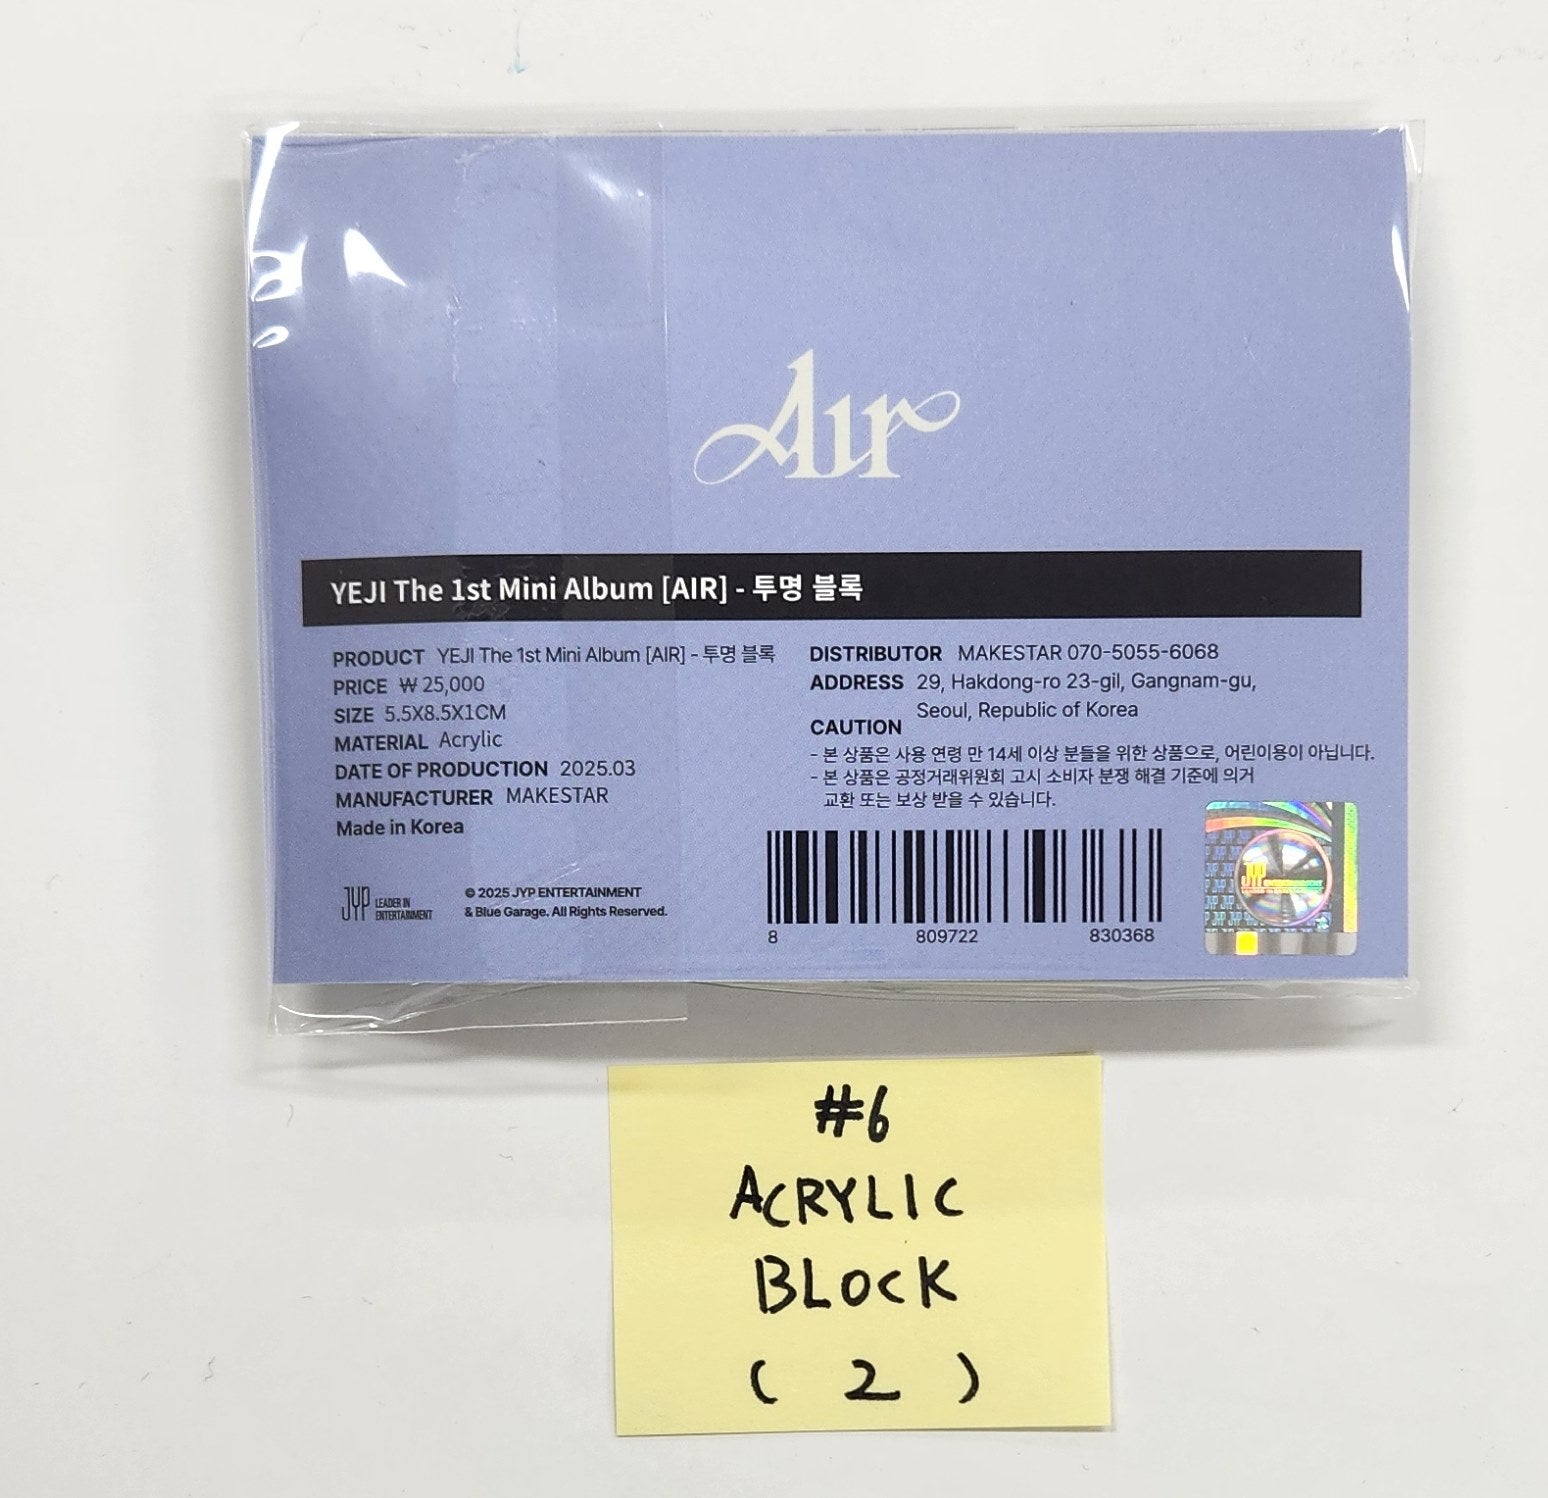 Air
YEJI The 1st Mini Album [AIR] - 투명 블록
PRODUCT YEJI The 1st Mini Album [AIR] - 투명 블록
PRICE ₩ 25,000
SIZE 5.5X8.5X1CM
MATERIAL Acrylic
DATE OF PRODUCTION 2025.03
MANUFACTURER MAKESTAR
Made in Korea
JYP LEADER IN
ENTERTAINMENT
© 2025 JYP ENTERTAINMENT
& Blue Garage. All Rights Reserved.
DISTRIBUTOR MAKESTAR 070-5055-6068
ADDRESS 29, Hakdong-ro 23-gil, Gangnam-gu,
Seoul, Republic of Korea
CAUTION
- 본 상품은 사용 연령 만 14세 이상 분들을 위한 상품으로, 어린이용이 아닙니다.
- 본 상품은 공정거래위원회 고시 소비자 분쟁 해결 기준에 의거
교환 또는 보상 받을 수 있습니다.
8 809722 830368
JYP
#6
ACRYLIC
BLOCK
( 2 )